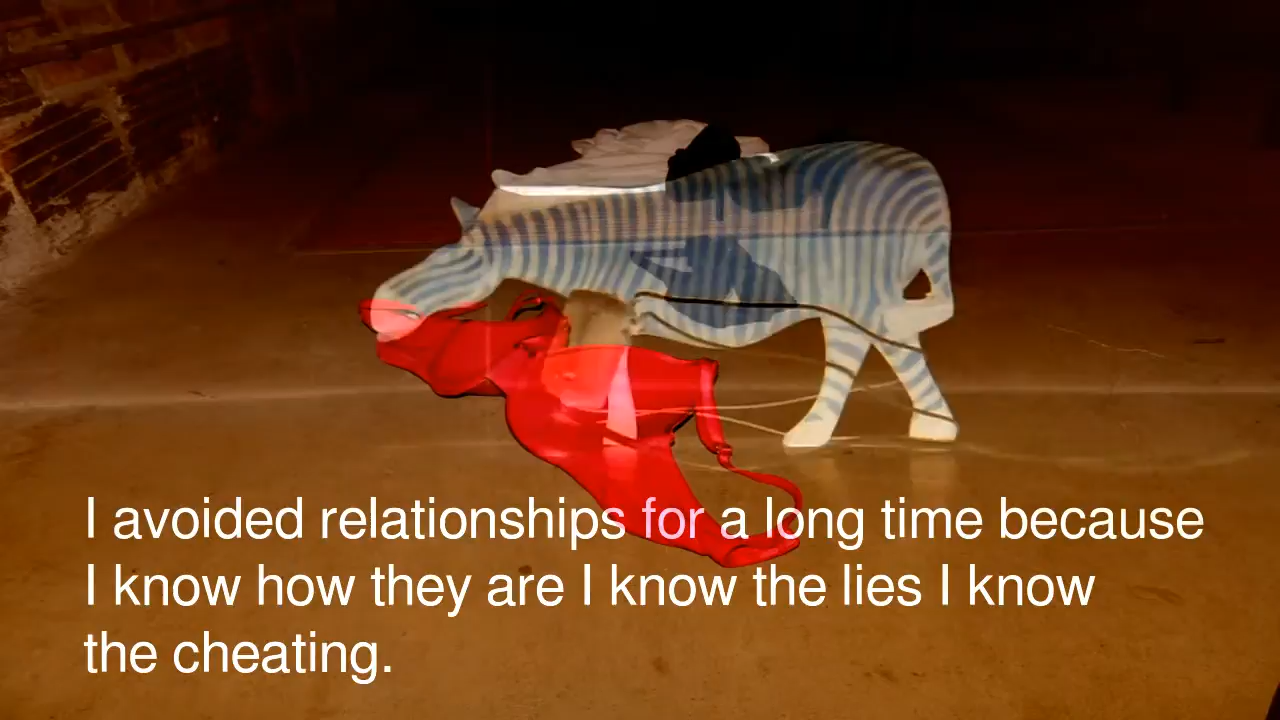 I avoided relationships for a long time because
I know how they are I know the lies I know
the cheating.